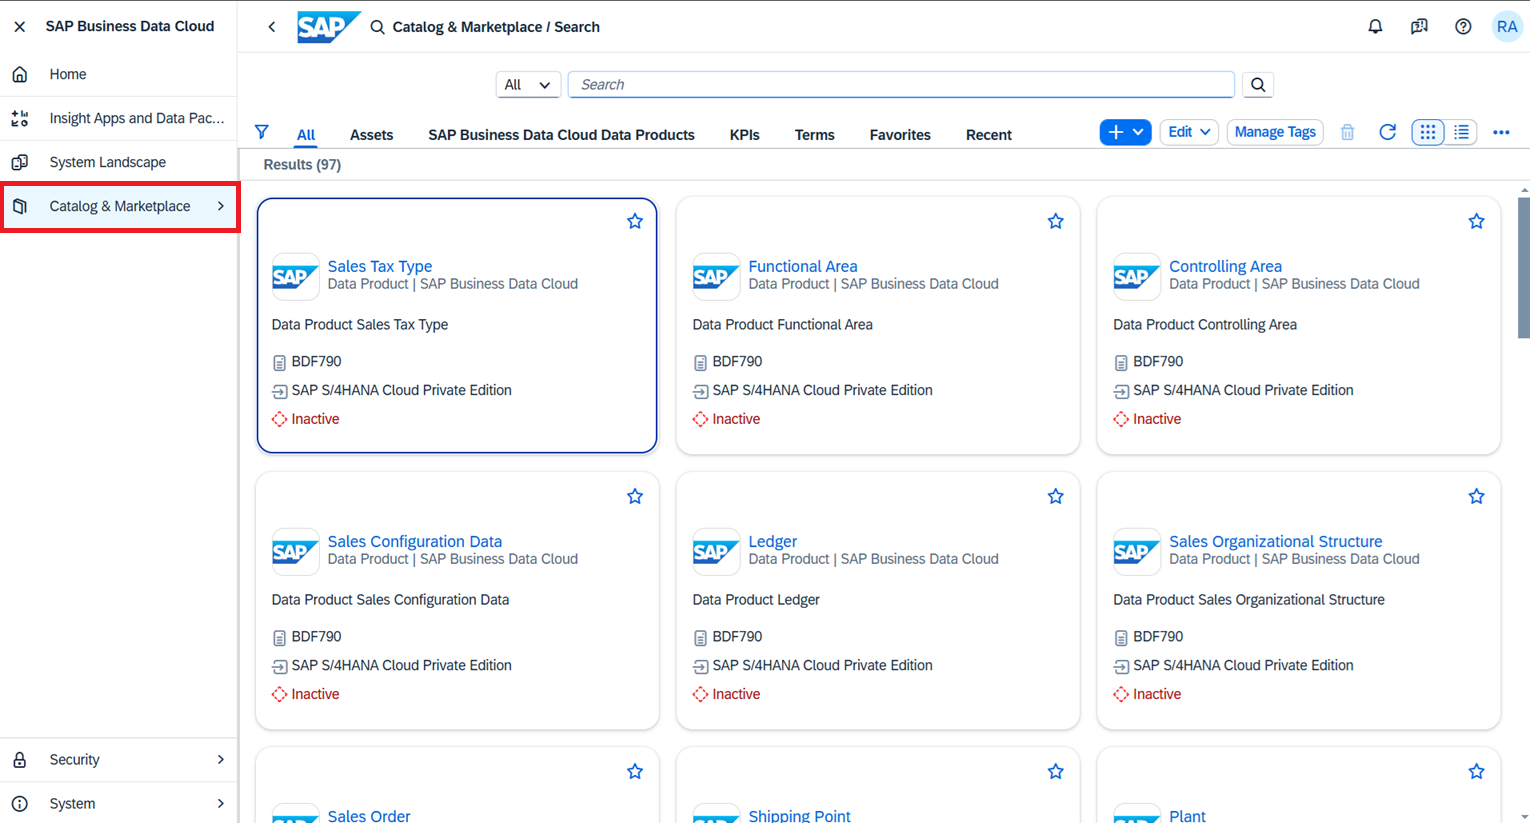 SAP Business Data Cloud
Home
Insight Apps and Data Pac...
System Landscape
Catalog & Marketplace
Security
System
SAP
Catalog & Marketplace / Search
RA
All
Search
All
Assets
SAP Business Data Cloud Data Products
KPIs
Terms
Favorites
Recent
Edit
Manage Tags
Results (97)
SAP
Sales Tax Type
Data Product | SAP Business Data Cloud
Data Product Sales Tax Type
BDF790
SAP S/4HANA Cloud Private Edition
Inactive
SAP
Functional Area
Data Product | SAP Business Data Cloud
Data Product Functional Area
BDF790
SAP S/4HANA Cloud Private Edition
Inactive
SAP
Controlling Area
Data Product | SAP Business Data Cloud
Data Product Controlling Area
BDF790
SAP S/4HANA Cloud Private Edition
Inactive
SAP
Sales Configuration Data
Data Product | SAP Business Data Cloud
Data Product Sales Configuration Data
BDF790
SAP S/4HANA Cloud Private Edition
Inactive
SAP
Ledger
Data Product | SAP Business Data Cloud
Data Product Ledger
BDF790
SAP S/4HANA Cloud Private Edition
Inactive
SAP
Sales Organizational Structure
Data Product | SAP Business Data Cloud
Data Product Sales Organizational Structure
BDF790
SAP S/4HANA Cloud Private Edition
Inactive
SAP
Sales Order
SAP
Shipping Point
SAP
Plant